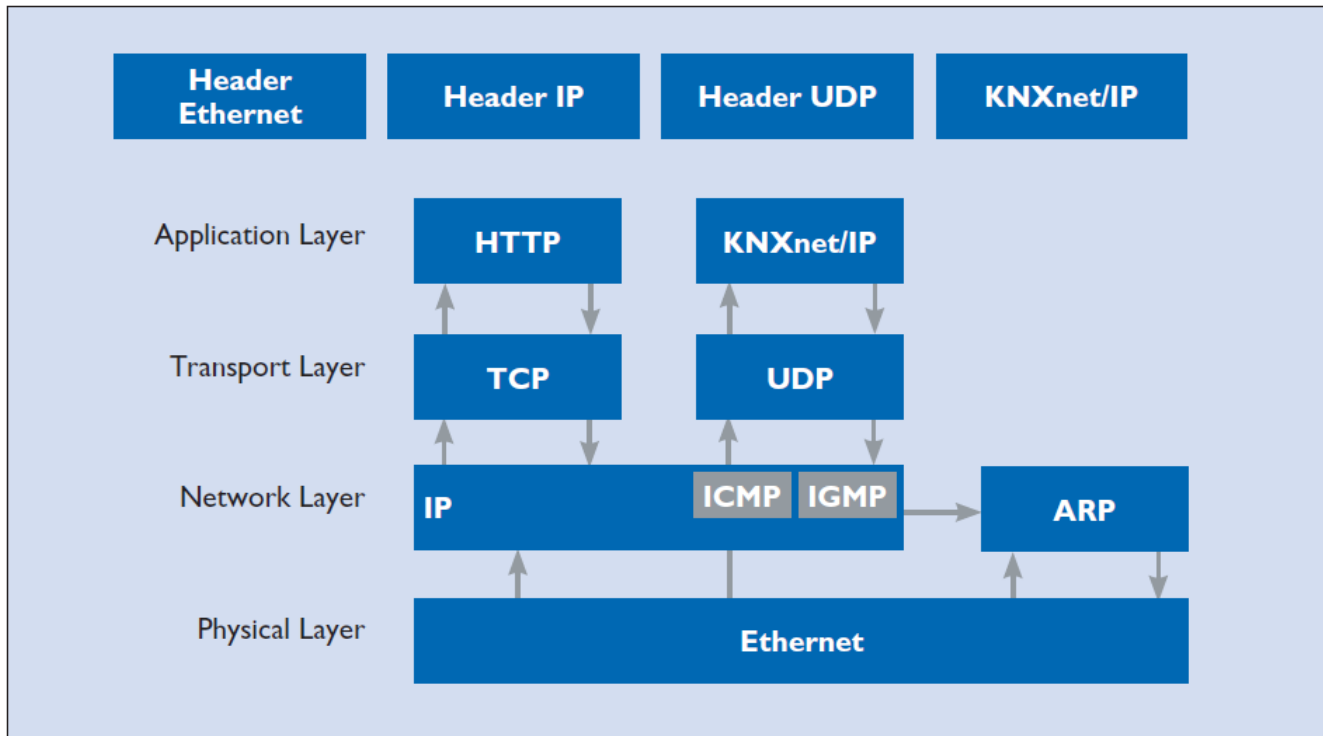 Header
Ethernet
Header IP
Header UDP
KNXnet/IP
Application Layer
HTTP
KNXnet/IP
Transport Layer
TCP
UDP
Network Layer
IP
ICMP
IGMP
ARP
Physical Layer
Ethernet